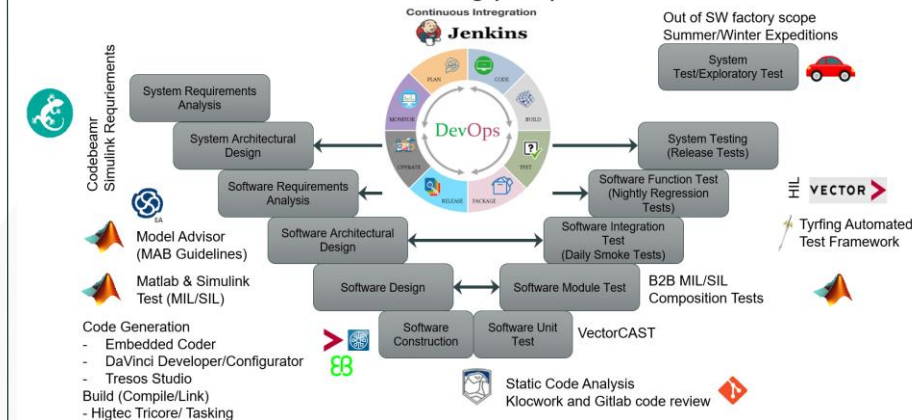 Continuous Intregration
Jenkins
Out of SW factory scope
Summer/Winter Expeditions
System
Test/Exploratory Test
Codebeamr
Simulink Requriements
System Requirements
Analysis
System Architectural
Design
Software Requirements
Analysis
Software Architectural
Design
Software Design
Software
Construction
PLAN
CODE
BUILD
TEST
PACKAGE
RELEASE
OPERATE
MONITOR
DevOps
System Testing
(Release Tests)
Software Function Test
(Nightly Regression
Tests)
Software Integration
Test
(Daily Smoke Tests)
Software Module Test
Software Unit
Test
HIL
VECTOR
Tyrfing Automated
Test Framework
B2B MIL/SIL
Composition Tests
VectorCAST
EA
Model Advisor
(MAB Guidelines)
Matlab & Simulink
Test (MIL/SIL)
Code Generation
- Embedded Coder
- DaVinci Developer/Configurator
- Tresos Studio
Build (Compile/Link)
- Higtec Tricore/ Tasking
Static Code Analysis
Klocwork and Gitlab code review